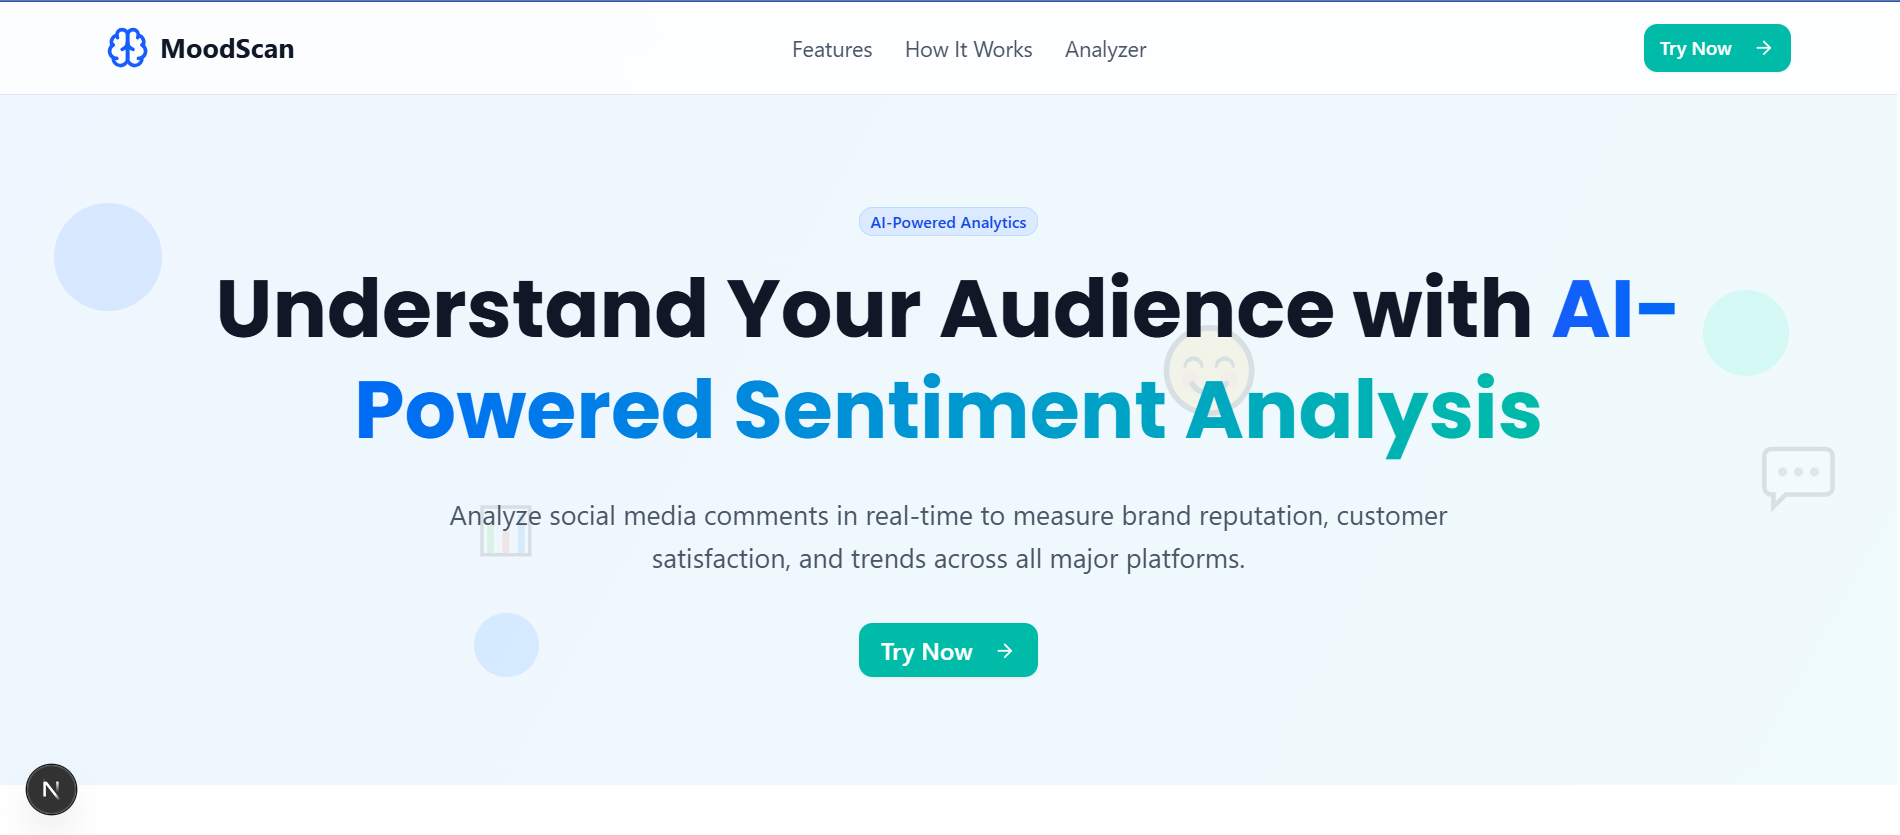 MoodScan
Features
How It Works
Analyzer
Try Now
AI-Powered Analytics
Understand Your Audience with AI-
Powered Sentiment Analysis
Analyze social media comments in real-time to measure brand reputation, customer
satisfaction, and trends across all major platforms.
Try Now
N